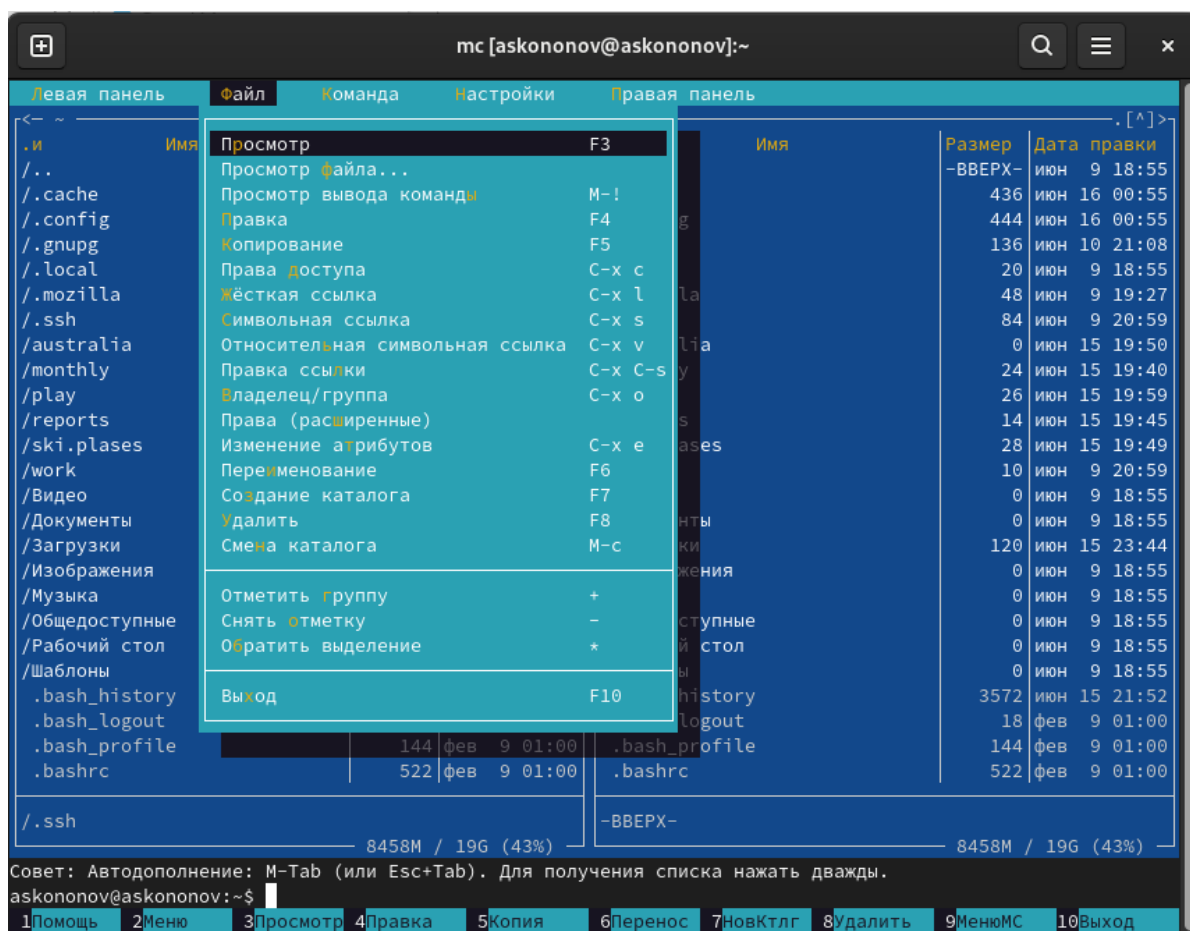 mc [askononov@askononov]:~
Левая панель Файл Команда Настройки Правая панель
<— ~ .[^]>
.и Имя Просмотр F3 Имя Размер Дата правки
/.. Просмотр файла... -ВВЕРХ- июн 9 18:55
/.cache Просмотр вывода команды M-! 436 июн 16 00:55
/.config Правка F4 g 444 июн 16 00:55
/.gnupg Копирование F5 136 июн 10 21:08
/.local Права доступа C-x c 20 июн 9 18:55
/.mozilla Жёсткая ссылка C-x l la 48 июн 9 19:27
/.ssh Символьная ссылка C-x s 84 июн 9 20:59
/australia Относительная символьная ссылка C-x v lia 0 июн 15 19:50
/monthly Правка ссылки C-x C-s y 24 июн 15 19:40
/play Владелец/группа C-x o 26 июн 15 19:59
/reports Права (расширенные) s 14 июн 15 19:45
/ski.plases Изменение атрибутов C-x e ases 28 июн 15 19:49
/work Переименование F6 10 июн 9 20:59
/Видео Создание каталога F7 0 июн 9 18:55
/Документы Удалить F8 нты 0 июн 9 18:55
/Загрузки Смена каталога M-c ки 120 июн 15 23:44
/Изображения жения 0 июн 9 18:55
/Музыка Отметить группу + 0 июн 9 18:55
/Общедоступные Снять отметку - ступные 0 июн 9 18:55
/Рабочий стол Обратить выделение * й стол 0 июн 9 18:55
/Шаблоны ы 0 июн 9 18:55
.bash_history Выход F10 history 3572 июн 15 21:52
.bash_logout logout 18 фев 9 01:00
.bash_profile 144 фев 9 01:00 .bash_profile 144 фев 9 01:00
.bashrc 522 фев 9 01:00 .bashrc 522 фев 9 01:00
/.ssh -ВВЕРХ-
8458M / 19G (43%) 8458M / 19G (43%)
Совет: Автодополнение: M-Tab (или Esc+Tab). Для получения списка нажать дважды.
askononov@askononov:~$
1Помощь 2Меню 3Просмотр 4Правка 5Копия 6Перенос 7НовКтлг 8Удалить 9МенюMC 10Выход